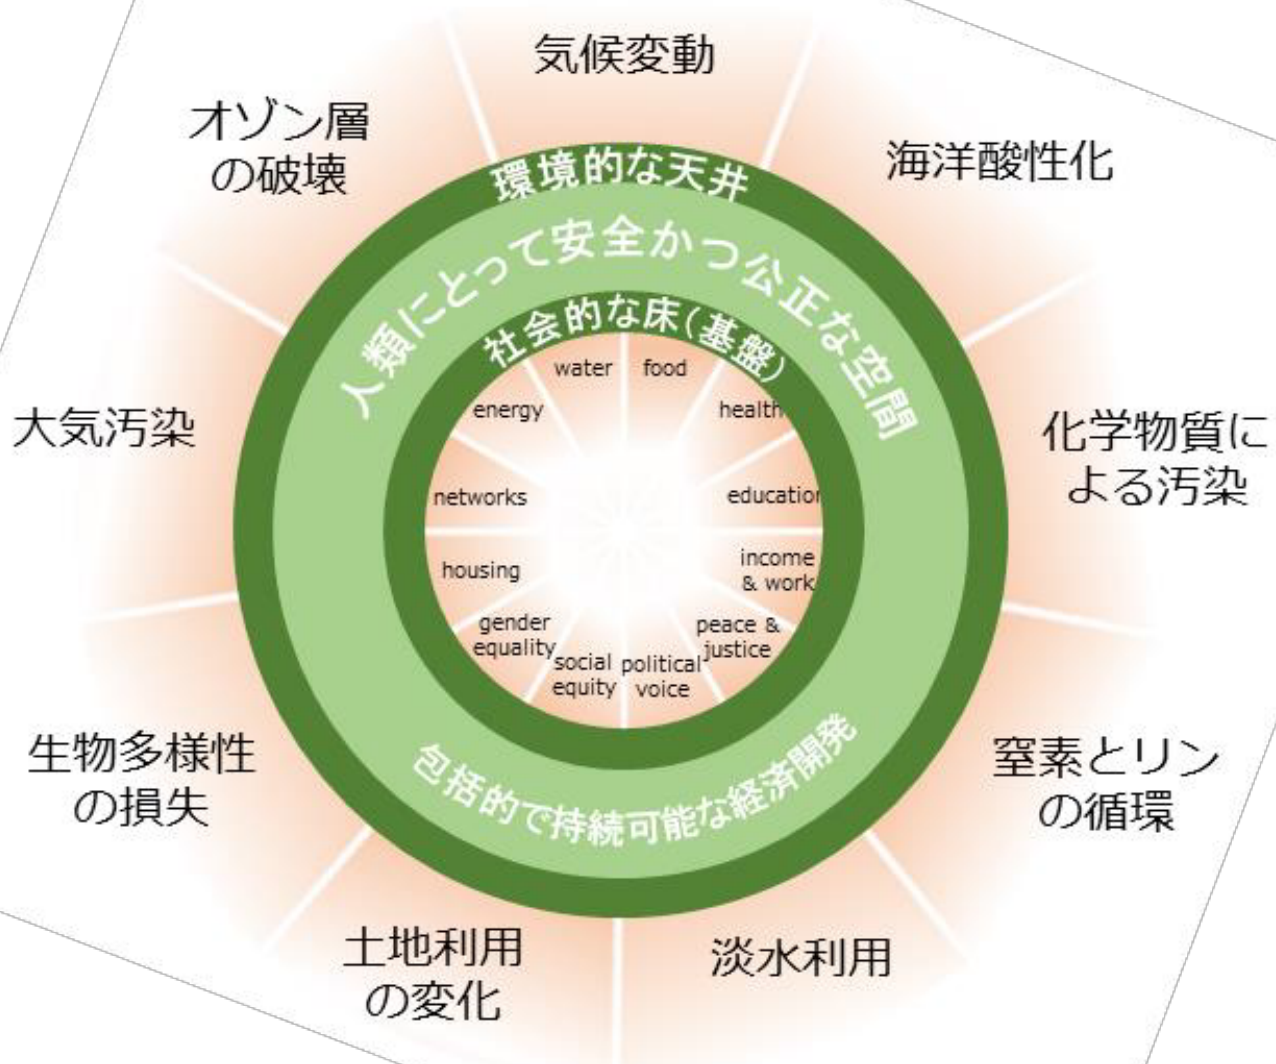 気候変動
海洋酸性化
化学物質に
よる汚染
窒素とリン
の循環
淡水利用
土地利用
の変化
生物多様性
の損失
大気汚染
オゾン層
の破壊
環境的な天井
人類にとって安全かつ公正な空間
社会的な床(基盤)
water
food
health
education
income
& work
peace &
justice
political
voice
social
equity
gender
equality
housing
networks
energy
包括的で持続可能な経済開発